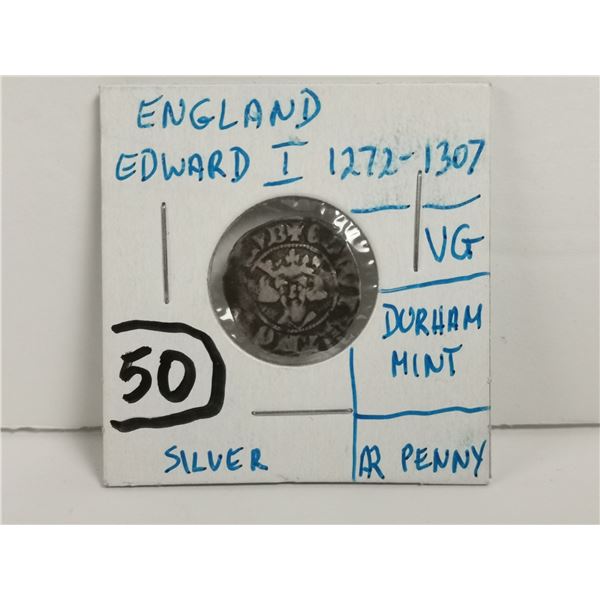 ENGLAND
EDWARD I 1272-1307
VG
DURHAM
MINT
50
SILVER
AR PENNY